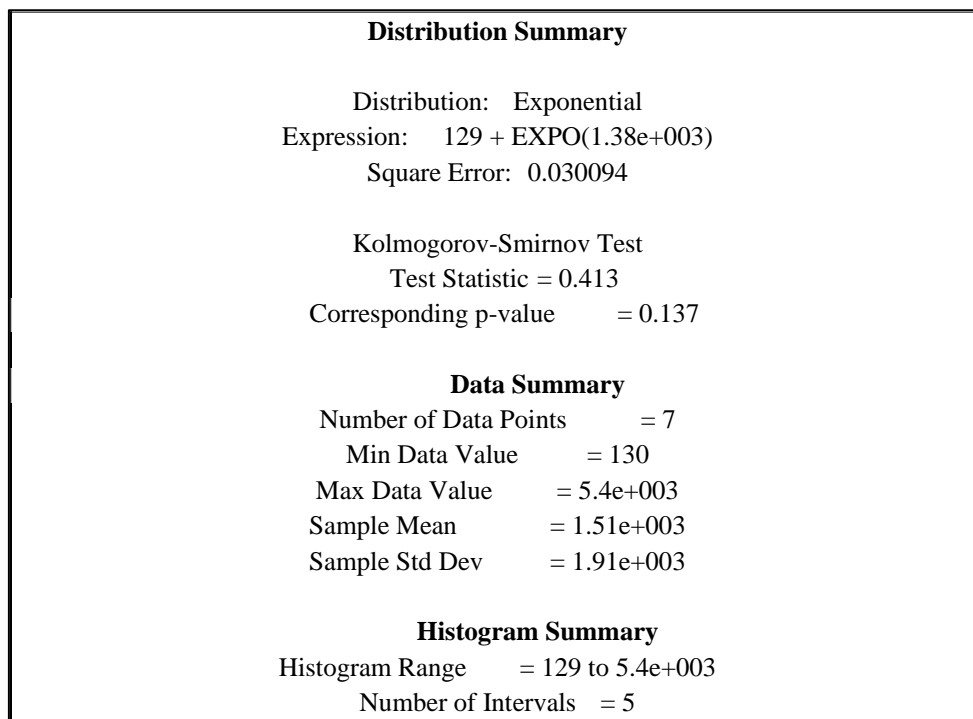 Distribution Summary
Distribution: Exponential
Expression: 129 + EXPO(1.38e+003)
Square Error: 0.030094
Kolmogorov-Smirnov Test
Test Statistic = 0.413
Corresponding p-value = 0.137
Data Summary
Number of Data Points = 7
Min Data Value = 130
Max Data Value = 5.4e+003
Sample Mean = 1.51e+003
Sample Std Dev = 1.91e+003
Histogram Summary
Histogram Range = 129 to 5.4e+003
Number of Intervals = 5